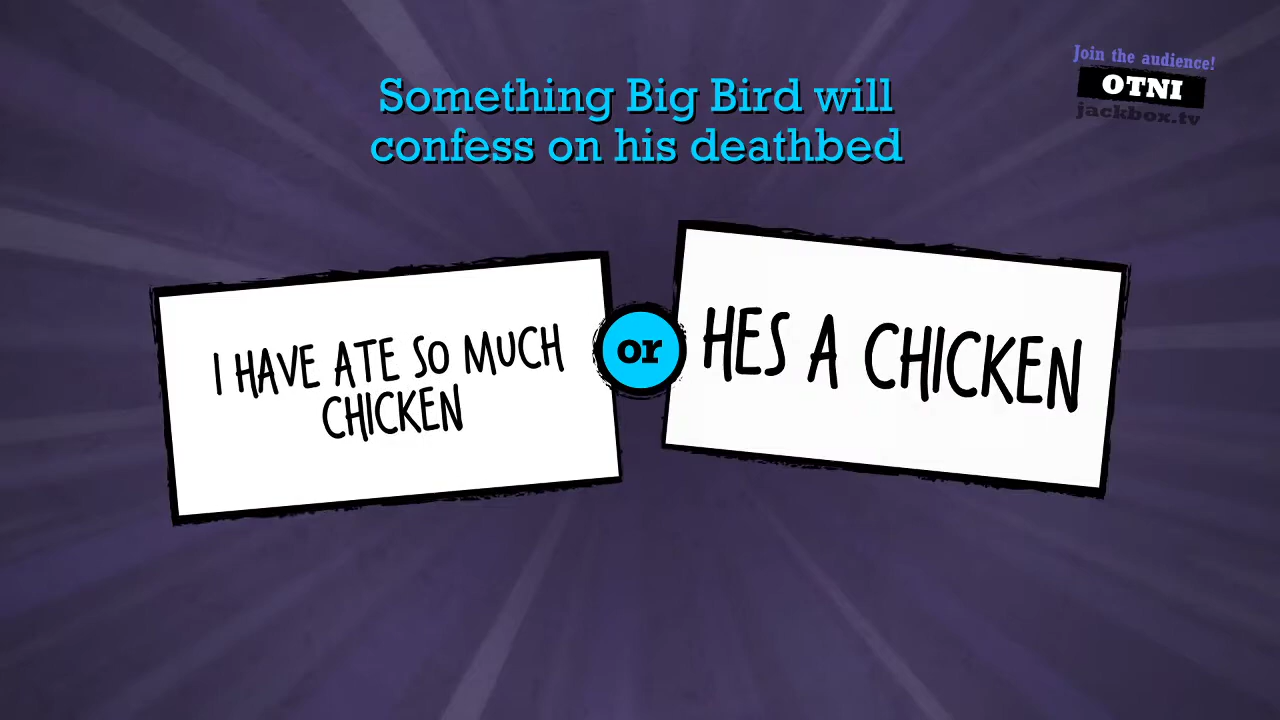 Something Big Bird will
confess on his deathbed
Join the audience!
OTNI
jackbox.tv
I HAVE ATE SO MUCH
CHICKEN
or
HES A CHICKEN